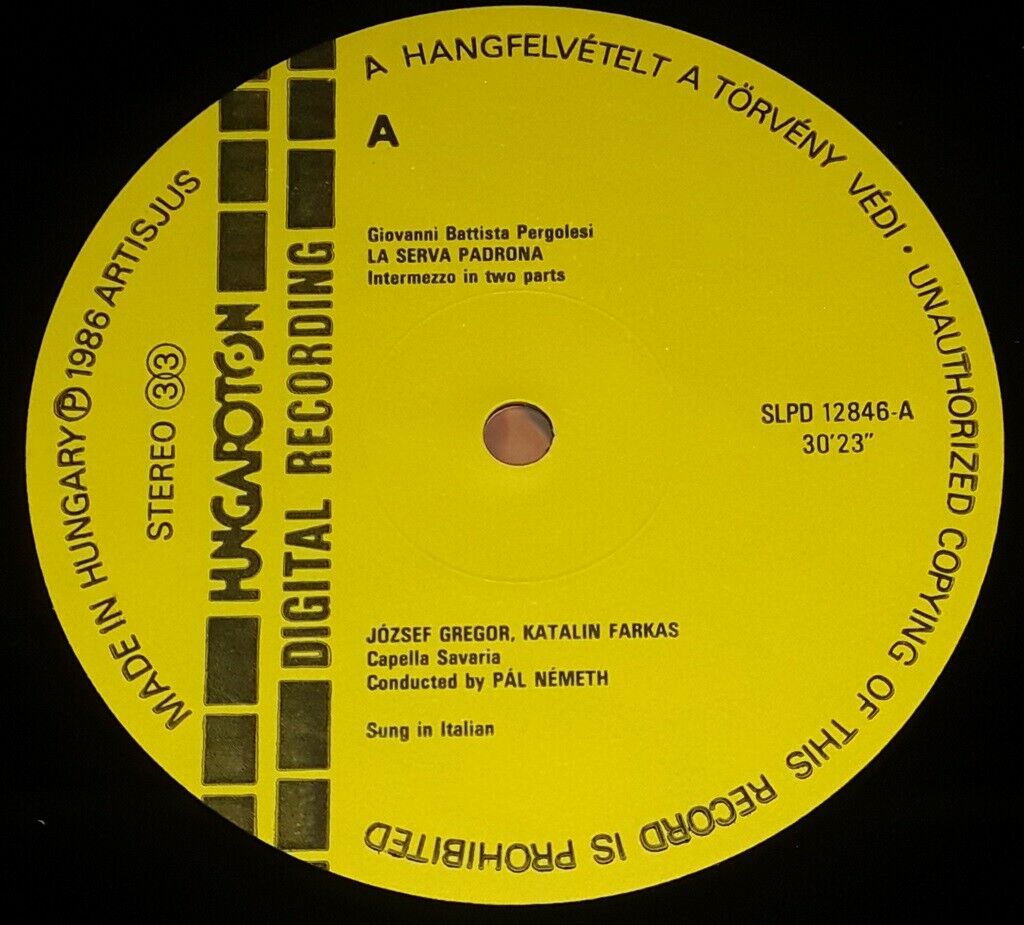 A HANGFELVÉTELT A TÖRVÉNY VÉDI • UNAUTHORIZED COPYING OF THIS RECORD IS PROHIBITED
MADE IN HUNGARY Ⓟ 1986 ARTISJUS
STEREO 33
HUNGAROTON
DIGITAL RECORDING
A
Giovanni Battista Pergolesi
LA SERVA PADRONA
Intermezzo in two parts
SLPD 12846-A
30'23"
JÓZSEF GREGOR, KATALIN FARKAS
Capella Savaria
Conducted by PÁL NÉMETH
Sung in Italian